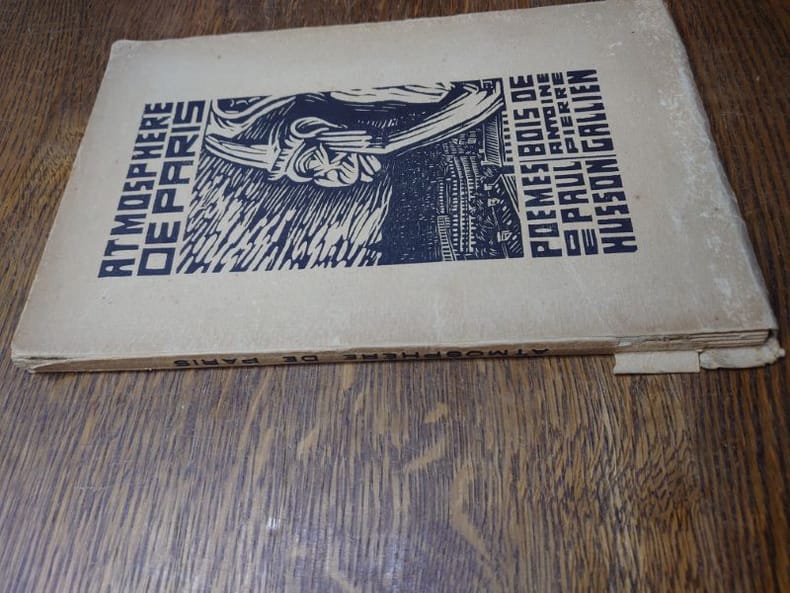 ATMOSPHERE
DE PARIS
POEMES
DE PAUL
HUSSON
BOIS DE
ANTOINE
PIERRE
GALLIEN
ATMOSPHERE DE PARIS